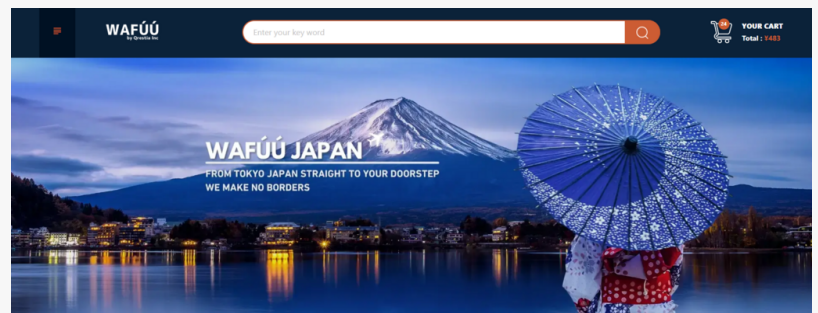 WAFÚÚ
by Qrestia Inc
Enter your key word
24
YOUR CART
Total : ¥483
WAFÚÚ JAPAN
FROM TOKYO JAPAN STRAIGHT TO YOUR DOORSTEP
WE MAKE NO BORDERS